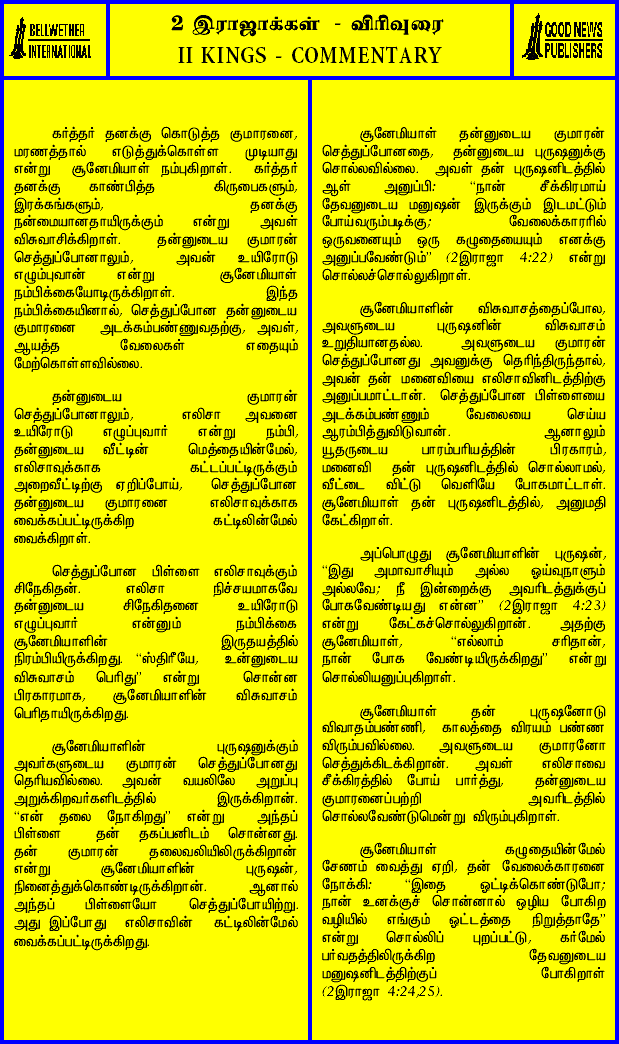 BELLWETHER
INTERNATIONAL
2 இராஜாக்கள் - விரிவுரை
II KINGS - COMMENTARY
GOOD NEWS
PUBLISHERS
கர்த்தர் தனக்கு கொடுத்த குமாரனை,
மரணத்தால் எடுத்துக்கொள்ள முடியாது
என்று சூனேமியாள் நம்புகிறாள். கர்த்தர்
தனக்கு காண்பித்த கிருபைகளும்,
இரக்கங்களும், தனக்கு
நன்மையானதாயிருக்கும் என்று அவள்
விசுவாசிக்கிறாள். தன்னுடைய குமாரன்
செத்துப்போனாலும், அவன் உயிரோடு
எழும்புவான் என்று சூனேமியாள்
நம்பிக்கையோடிருக்கிறாள். இந்த
நம்பிக்கையினால், செத்துப்போன தன்னுடைய
குமாரனை அடக்கம்பண்ணுவதற்கு, அவள்,
ஆயத்த வேலைகள் எதையும்
மேற்கொள்ளவில்லை.
தன்னுடைய குமாரன்
செத்துப்போனாலும், எலிசா அவனை
உயிரோடு எழுப்புவார் என்று நம்பி,
தன்னுடைய வீட்டின் மெத்தையின்மேல்,
எலிசாவுக்காக கட்டப்பட்டிருக்கும்
அறைவீட்டிற்கு ஏறிப்போய், செத்துப்போன
தன்னுடைய குமாரனை எலிசாவுக்காக
வைக்கப்பட்டிருக்கிற கட்டிலின்மேல்
வைக்கிறாள்.
செத்துப்போன பிள்ளை எலிசாவுக்கும்
சிநேகிதன். எலிசா நிச்சயமாகவே
தன்னுடைய சிநேகிதனை உயிரோடு
எழுப்புவார் என்னும் நம்பிக்கை
சூனேமியாளின் இருதயத்தில்
நிரம்பியிருக்கிறது. “ஸ்திரீயே, உன்னுடைய
விசுவாசம் பெரிது” என்று சொன்ன
பிரகாரமாக, சூனேமியாளின் விசுவாசம்
பெரிதாயிருக்கிறது.
சூனேமியாளின் புருஷனுக்கும்
அவர்களுடைய குமாரன் செத்துப்போனது
தெரியவில்லை. அவன் வயலிலே அறுப்பு
அறுக்கிறவர்களிடத்தில் இருக்கிறான்.
“என் தலை நோகிறது” என்று அந்தப்
பிள்ளை தன் தகப்பனிடம் சொன்னது.
தன் குமாரன் தலைவலியிலிருக்கிறான்
என்று சூனேமியாளின் புருஷன்,
நினைத்துக்கொண்டிருக்கிறான். ஆனால்
அந்தப் பிள்ளையோ செத்துப்போயிற்று.
அது இப்போது எலிசாவின் கட்டிலின்மேல்
வைக்கப்பட்டிருக்கிறது.
சூனேமியாள் தன்னுடைய குமாரன்
செத்துப்போனதை, தன்னுடைய புருஷனுக்கு
சொல்லவில்லை. அவள் தன் புருஷனிடத்தில்
ஆள் அனுப்பி: “நான் சீக்கிரமாய்
தேவனுடைய மனுஷன் இருக்கும் இடமட்டும்
போய்வரும்படிக்கு; வேலைக்காரரில்
ஒருவனையும் ஒரு கழுதையையும் எனக்கு
அனுப்பவேண்டும்” (2இராஜா 4:22) என்று
சொல்லச்சொல்லுகிறாள்.
சூனேமியாளின் விசுவாசத்தைப்போல,
அவளுடைய புருஷனின் விசுவாசம்
உறுதியானதல்ல. அவளுடைய குமாரன்
செத்துப்போனது அவனுக்கு தெரிந்திருந்தால்,
அவன் தன் மனைவியை எலிசாவினிடத்திற்கு
அனுப்பமாட்டான். செத்துப்போன பிள்ளையை
அடக்கம்பண்ணும் வேலையை செய்ய
ஆரம்பித்துவிடுவான். ஆனாலும்
யூதருடைய பாரம்பரியத்தின் பிரகாரம்,
மனைவி தன் புருஷனிடத்தில் சொல்லாமல்,
வீட்டை விட்டு வெளியே போகமாட்டாள்.
சூனேமியாள் தன் புருஷனிடத்தில், அனுமதி
கேட்கிறாள்.
அப்பொழுது சூனேமியாளின் புருஷன்,
“இது அமாவாசியும் அல்ல ஓய்வுநாளும்
அல்லவே; நீ இன்றைக்கு அவரிடத்துக்குப்
போகவேண்டியது என்ன” (2இராஜா 4:23)
என்று கேட்கச்சொல்லுகிறான். அதற்கு
சூனேமியாள், “எல்லாம் சரிதான்,
நான் போக வேண்டியிருக்கிறது” என்று
சொல்லியனுப்புகிறாள்.
சூனேமியாள் தன் புருஷனோடு
விவாதம்பண்ணி, காலத்தை விரயம் பண்ண
விரும்பவில்லை. அவளுடைய குமாரனோ
செத்துக்கிடக்கிறான். அவள் எலிசாவை
சீக்கிரத்தில் போய் பார்த்து, தன்னுடைய
குமாரனைப்பற்றி அவரிடத்தில்
சொல்லவேண்டுமென்று விரும்புகிறாள்.
சூனேமியாள் கழுதையின்மேல்
சேணம் வைத்து ஏறி, தன் வேலைக்காரனை
நோக்கி: “இதை ஓட்டிக்கொண்டுபோ;
நான் உனக்குச் சொன்னால் ஒழிய போகிற
வழியில் எங்கும் ஓட்டத்தை நிறுத்தாதே”
என்று சொல்லிப் புறப்பட்டு, கர்மேல்
பர்வதத்திலிருக்கிற தேவனுடைய
மனுஷனிடத்திற்குப் போகிறாள்
(2இராஜா 4:24,25).